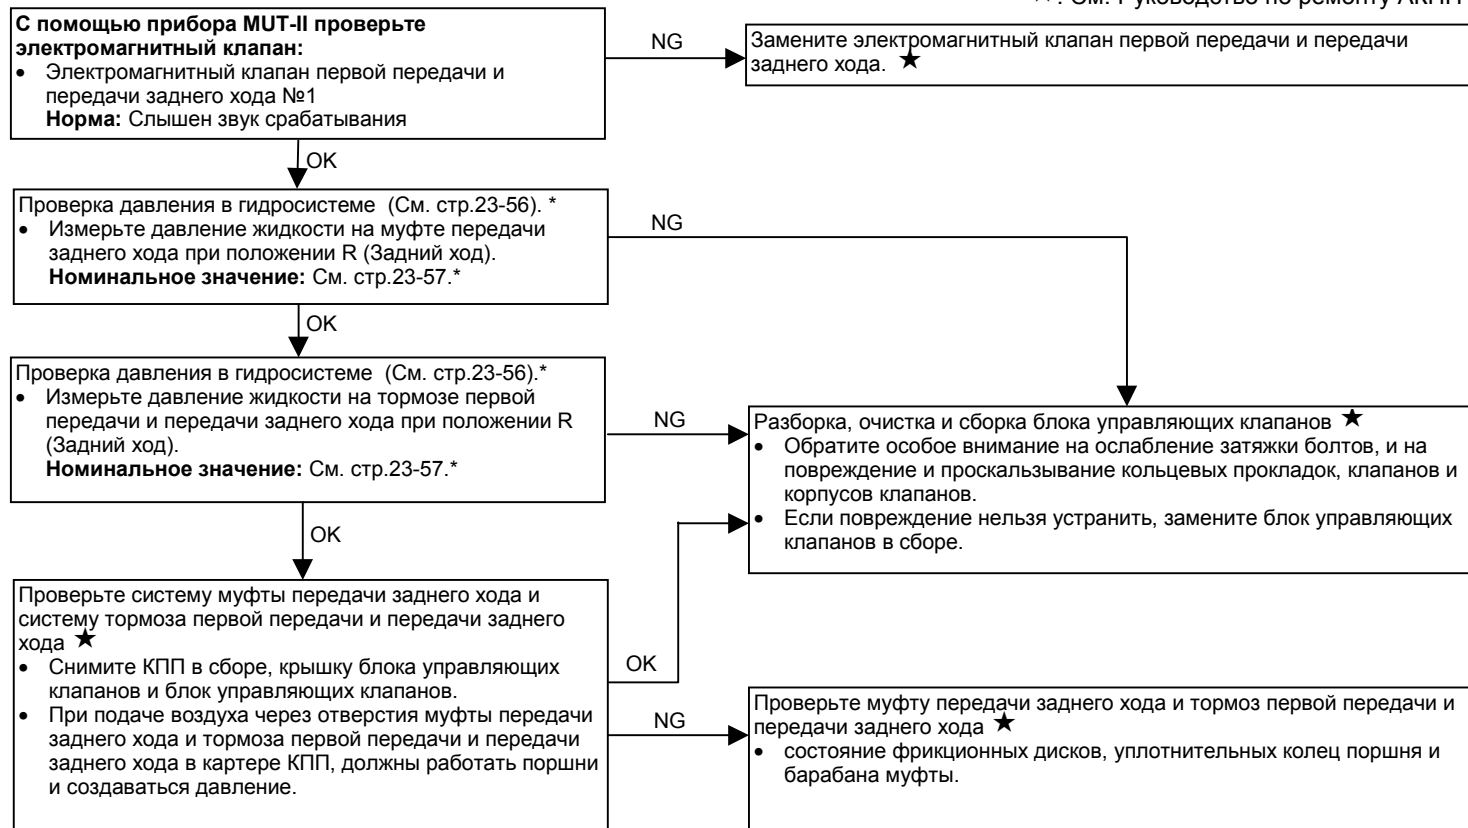 ★: См. Руководство по ремонту АКПП
С помощью прибора MUT-II проверьте
электромагнитный клапан:
• Электромагнитный клапан первой передачи и
передачи заднего хода №1
Норма: Слышен звук срабатывания
NG
Замените электромагнитный клапан первой передачи и передачи
заднего хода. ★
OK
Проверка давления в гидросистеме (См. стр.23-56). *
• Измерьте давление жидкости на муфте передачи
заднего хода при положении R (Задний ход).
Номинальное значение: См. стр.23-57.*
NG
OK
Проверка давления в гидросистеме (См. стр.23-56).*
• Измерьте давление жидкости на тормозе первой
передачи и передачи заднего хода при положении R
(Задний ход).
Номинальное значение: См. стр.23-57.*
NG
Разборка, очистка и сборка блока управляющих клапанов ★
• Обратите особое внимание на ослабление затяжки болтов, и на
повреждение и проскальзывание кольцевых прокладок, клапанов и
корпусов клапанов.
• Если повреждение нельзя устранить, замените блок управляющих
клапанов в сборе.
OK
Проверьте систему муфты передачи заднего хода и
систему тормоза первой передачи и передачи заднего
хода ★
• Снимите КПП в сборе, крышку блока управляющих
клапанов и блок управляющих клапанов.
• При подаче воздуха через отверстия муфты передачи
заднего хода и тормоза первой передачи и передачи
заднего хода в картере КПП, должны работать поршни
и создаваться давление.
OK
NG
Проверьте муфту передачи заднего хода и тормоз первой передачи и
передачи заднего хода ★
• состояние фрикционных дисков, уплотнительных колец поршня и
барабана муфты.